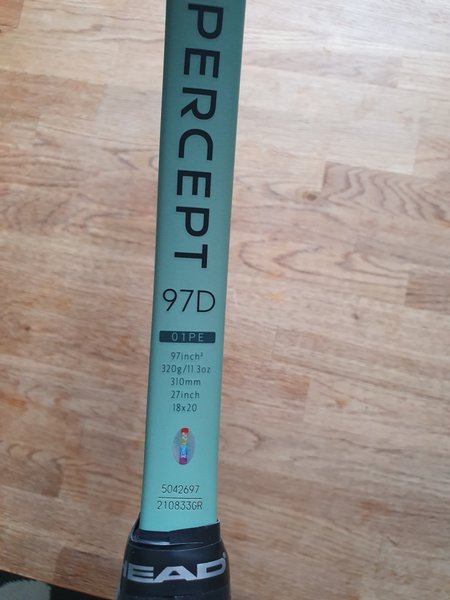 PERCEPT
97D
01PE
97inch²
320g/11.3oz
310mm
27inch
18x20
5042697
210833GR
HEAD